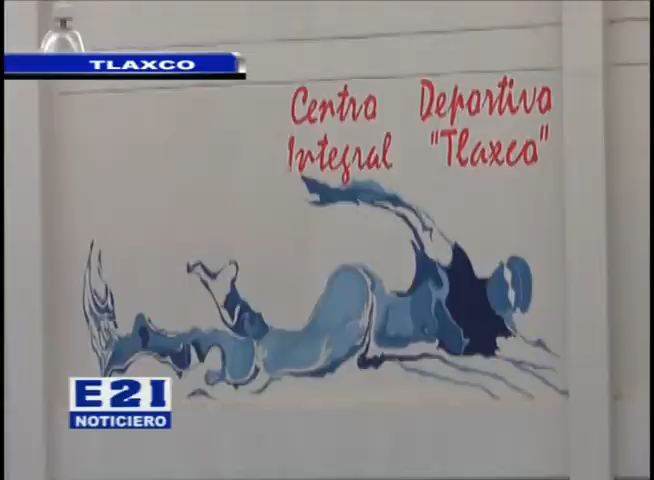 TLAXCO
Centro Deportivo
Integral "Tlaxco"
E21
NOTICIERO